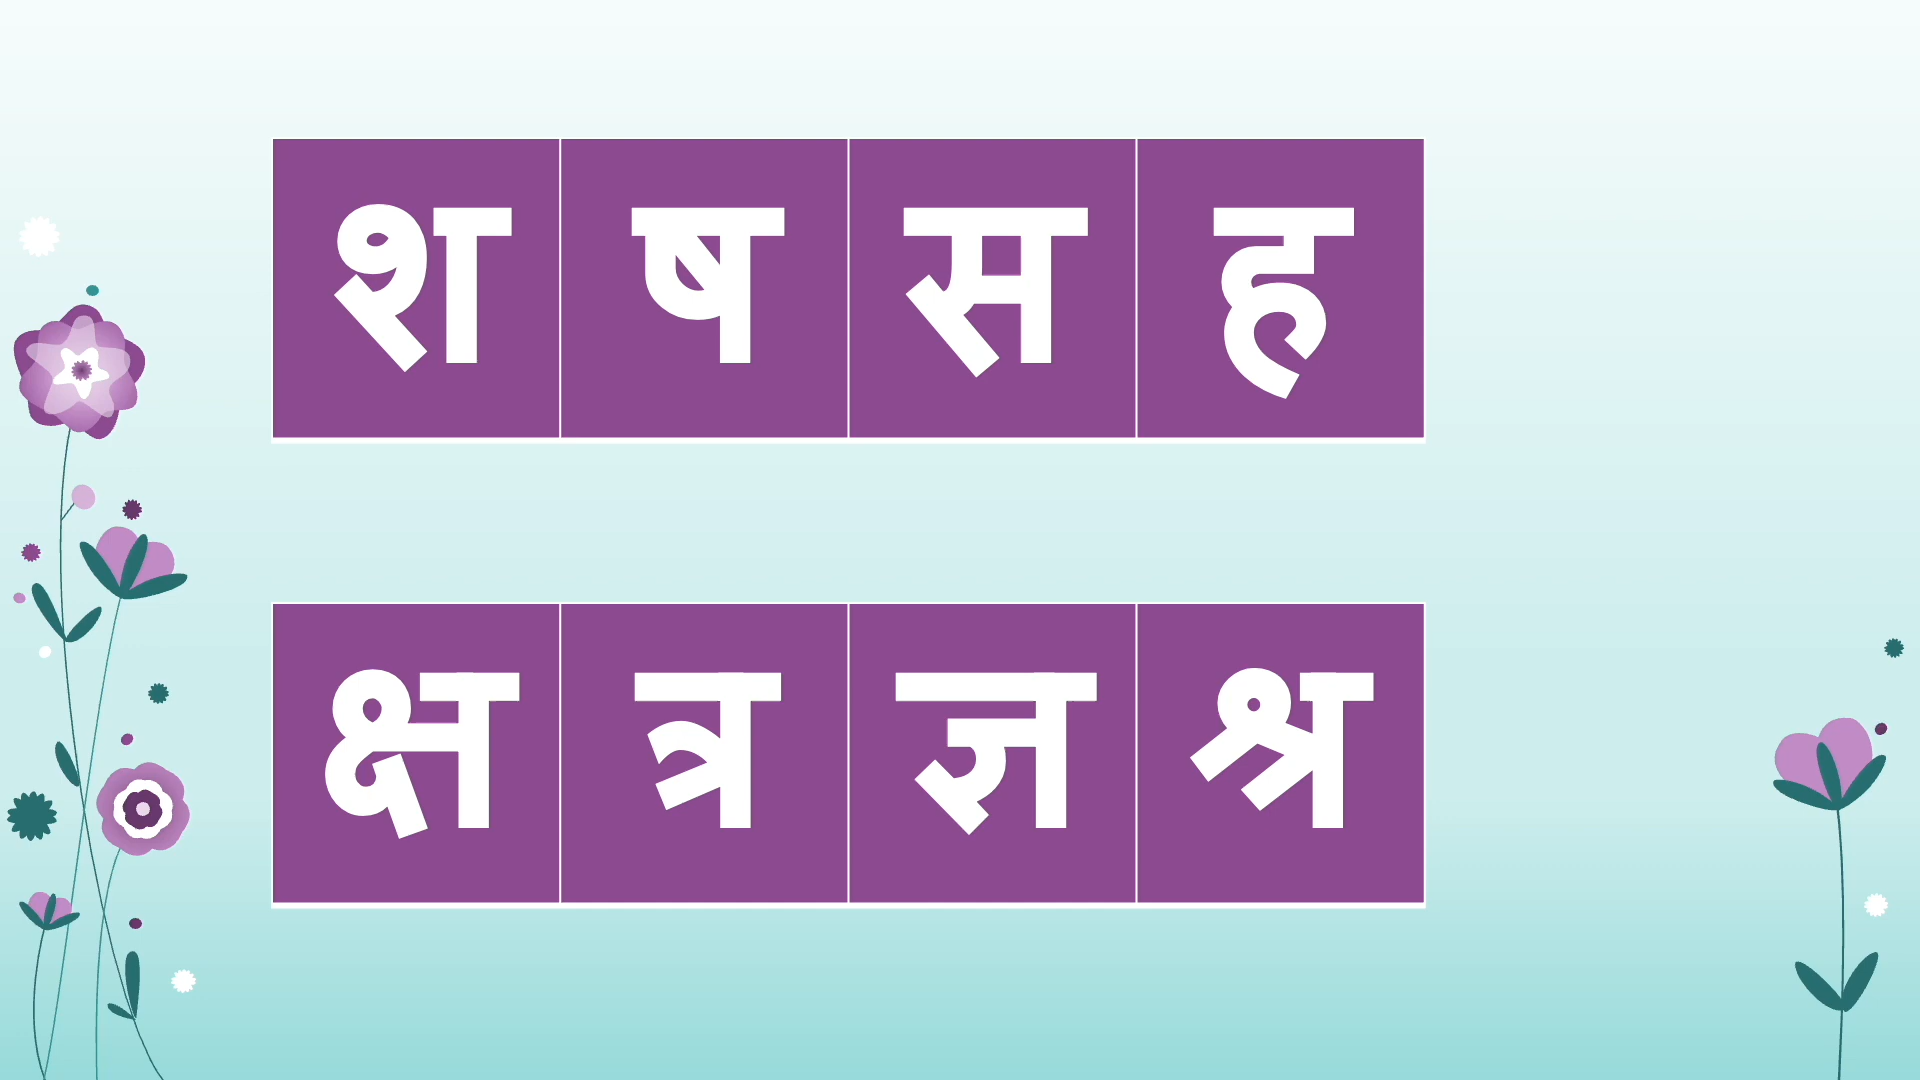 श ष स ह
क्ष त्र ज्ञ श्र